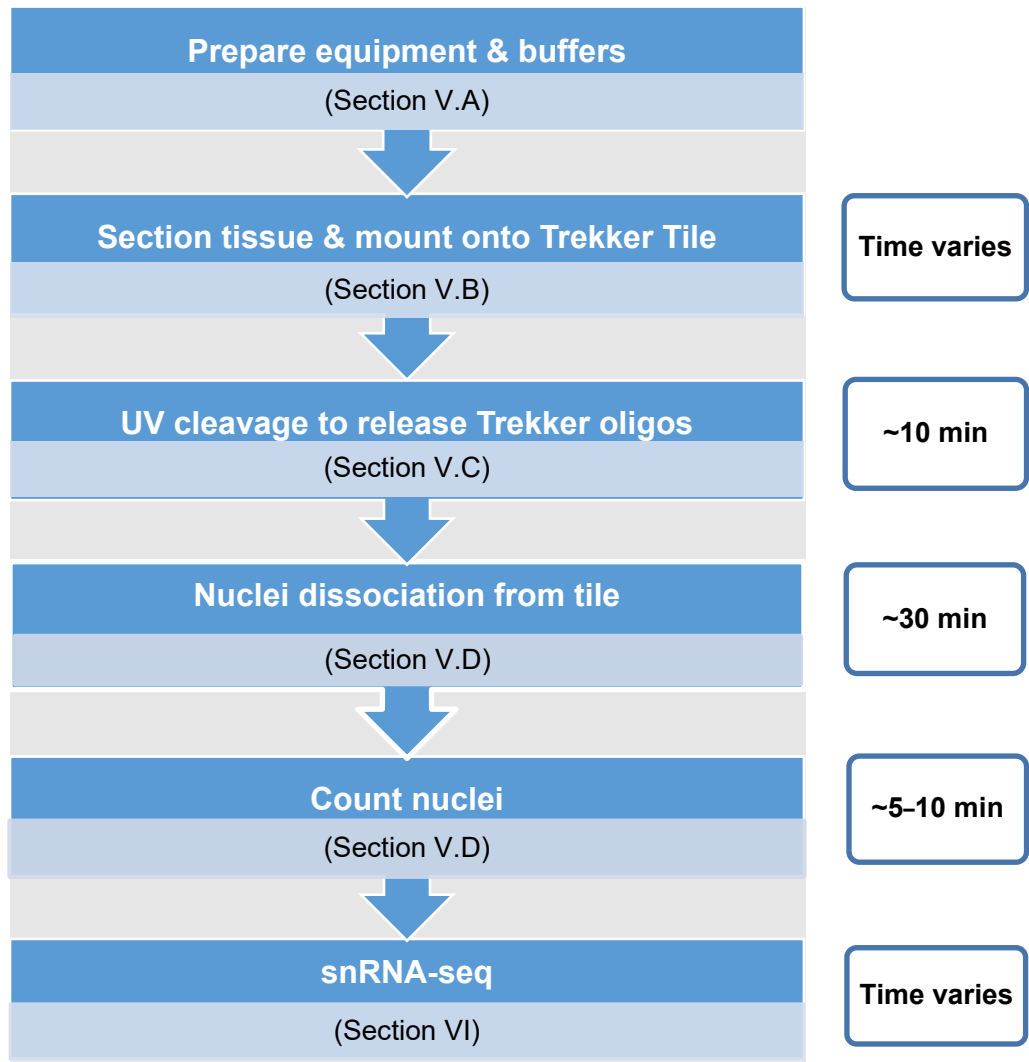 Prepare equipment & buffers
(Section V.A)
Section tissue & mount onto Trekker Tile
(Section V.B)
Time varies
UV cleavage to release Trekker oligos
(Section V.C)
~10 min
Nuclei dissociation from tile
(Section V.D)
~30 min
Count nuclei
(Section V.D)
~5–10 min
snRNA-seq
(Section VI)
Time varies